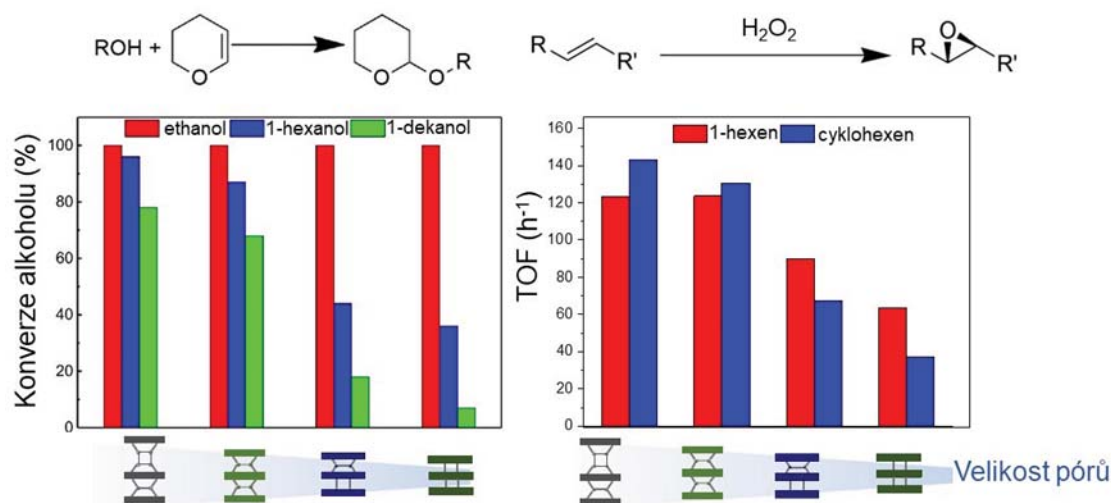 ROH +
O
O
O
R
R
R'
H₂O₂
R
O
R'
Konverze alkoholu (%)
ethanol 1-hexanol 1-dekanol
100
80
60
40
20
0
TOF (h⁻¹)
1-hexen cyklohexen
160
140
120
100
80
60
40
20
0
Velikost pórů